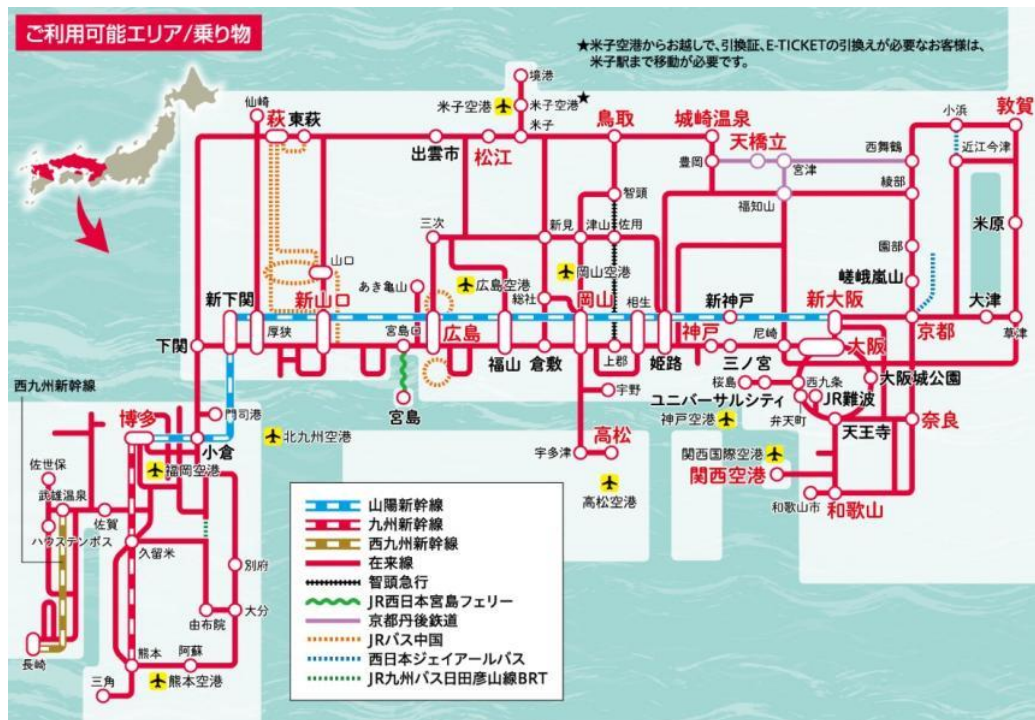 ご利用可能エリア/乗り物
★米子空港からお越しで、引換証、E-TICKETの引換えが必要なお客様は、
米子駅まで移動が必要です。
境港
米子空港
米子空港★
米子
仙崎
萩
東萩
出雲市
松江
鳥取
城崎温泉
天橋立
豊岡
宮津
西舞鶴
小浜
敦賀
近江今津
綾部
福知山
智頭
三次
新見
津山
佐用
米原
園部
嵯峨嵐山
山口
あき亀山
広島空港
岡山空港
総社
新下関
新山口
岡山
相生
新神戸
新大阪
大津
厚狭
宮島口
広島
神戸
尼崎
京都
草津
下関
福山
倉敷
上郡
姫路
三ノ宮
大阪
大阪城公園
桜島
西九条
ユニバーサルシティ
JR難波
宮島
宇野
神戸空港
弁天町
天王寺
奈良
西九州新幹線
博多
門司港
北九州空港
小倉
福岡空港
宇多津
高松
高松空港
関西国際空港
関西空港
和歌山市
和歌山
佐世保
武雄温泉
佐賀
ハウステンボス
久留米
別府
由布院
大分
長崎
熊本
阿蘇
三角
熊本空港
山陽新幹線
九州新幹線
西九州新幹線
在来線
智頭急行
JR西日本宮島フェリー
京都丹後鉄道
JRバス中国
西日本ジェイアールバス
JR九州バス日田彦山線BRT